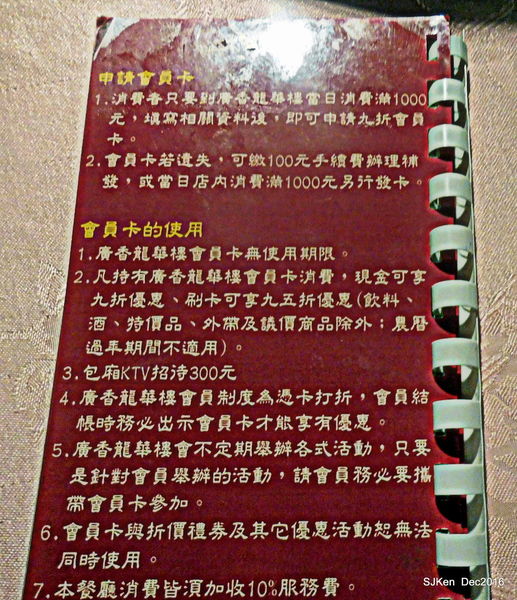 申請會員卡
1.消費者只要到廣香龍華樓當日消費滿1000
元，填寫相關資料後，即可申請九折會員
卡。
2.會員卡若遺失，可繳100元手續費辦理補
發，或當日店內消費滿1000元另行發卡。
會員卡的使用
1.廣香龍華樓會員卡無使用期限。
2.凡持有廣香龍華樓會員卡消費，現金可享
九折優惠、刷卡可享九五折優惠(飲料、
酒、特價品、外帶及議價商品除外；農曆
過年期間不適用)。
3.包廂KTV招待300元
4.廣香龍華樓會員制度為憑卡打折，會員結
帳時務必出示會員卡才能享有優惠。
5.廣香龍華樓會不定期舉辦各式活動，只要
是針對會員舉辦的活動，請會員務必要攜
帶會員卡參加。
6.會員卡與折價禮券及其它優惠活動恕無法
同時使用。
7.本餐廳消費皆須加收10%服務費。
SJKen Dec2016